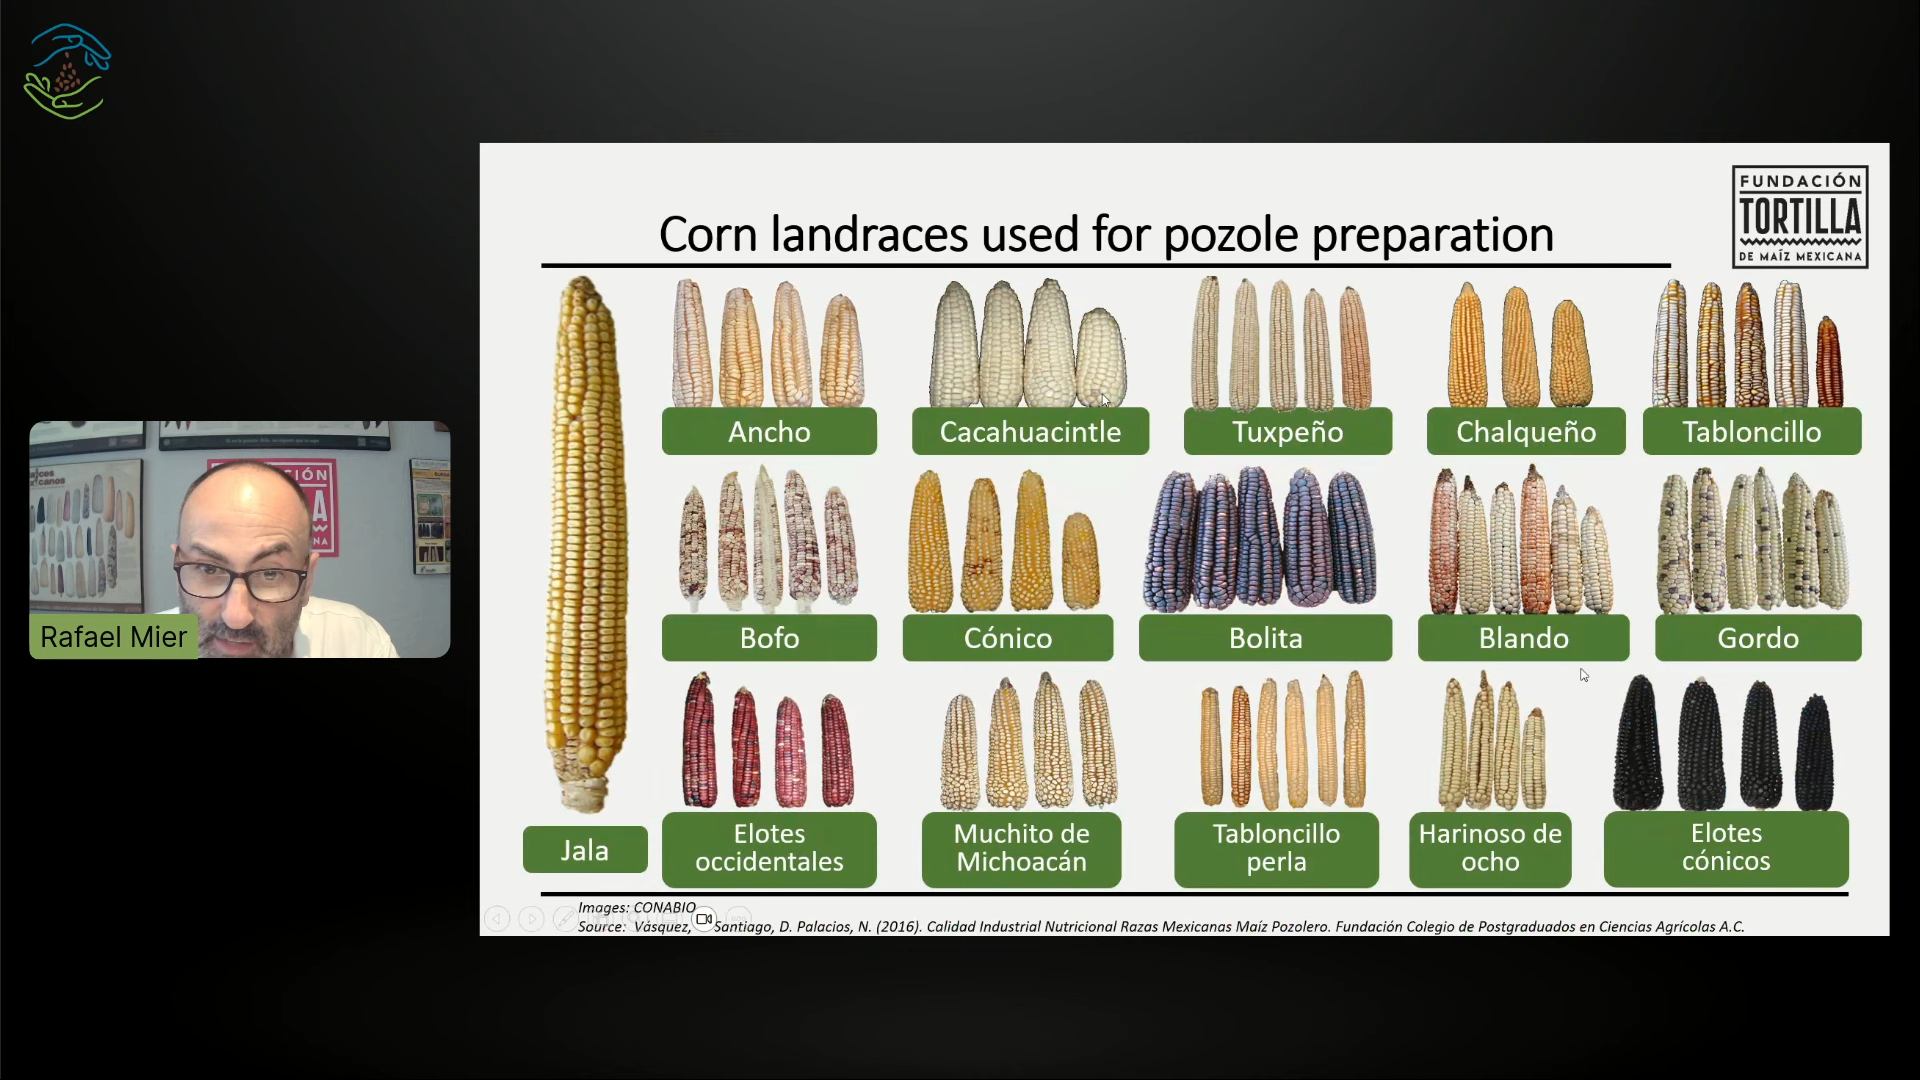 FUNDACIÓN
TORTILLA
DE MAÍZ MEXICANA
Corn landraces used for pozole preparation
Ancho
Cacahuacintle
Tuxpeño
Chalqueño
Tabloncillo
Bofo
Cónico
Bolita
Blando
Gordo
Jala
Elotes
occidentales
Muchito de
Michoacán
Tabloncillo
perla
Harinoso de
ocho
Elotes
cónicos
Images: CONABIO
Source: Vásquez, Santiago, D. Palacios, N. (2016). Calidad Industrial Nutricional Razas Mexicanas Maíz Pozolero. Fundación Colegio de Postgraduados en Ciencias Agrícolas A.C.
Rafael Mier